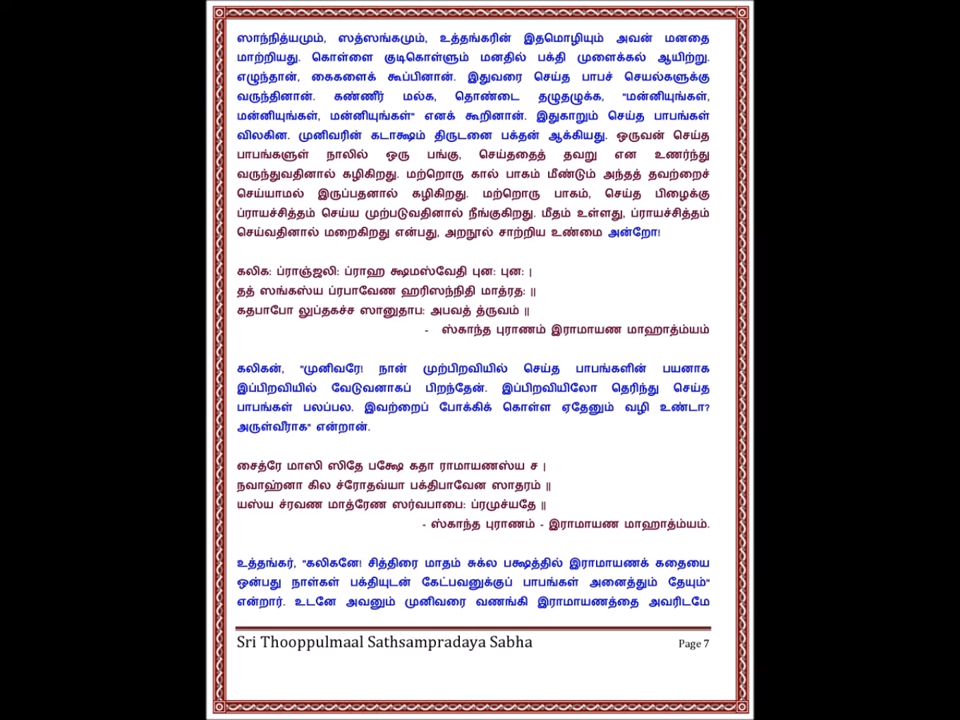 ஸாந்நித்யமும், ஸத்ஸங்கமும், உத்தங்கரின் இதமொழியும் அவன் மனதை
மாற்றியது. கொள்ளை குடிகொள்ளும் மனதில் பக்தி முளைக்கல் ஆயிற்று.
எழுந்தான், கைகளைக் கூப்பினான். இதுவரை செய்த பாபச் செயல்களுக்கு
வருந்தினான். கண்ணீர் மல்க, தொண்டை தழுதழுக்க, "மன்னியுங்கள்,
மன்னியுங்கள், மன்னியுங்கள்" எனக் கூறினான். இதுகாறும் செய்த பாபங்கள்
விலகின. முனிவரின் கடாக்ஷம் திருடனை பக்தன் ஆக்கியது. ஒருவன் செய்த
பாபங்களுள் நாலில் ஒரு பங்கு, செய்ததைத் தவறு என உணர்ந்து
வருந்துவதினால் கழிகிறது. மற்றொரு கால் பாகம் மீண்டும் அந்தத் தவற்றைச்
செய்யாமல் இருப்பதனால் கழிகிறது. மற்றொரு பாகம், செய்த பிழைக்கு
ப்ராயச்சித்தம் செய்ய முற்படுவதினால் நீங்குகிறது. மீதம் உள்ளது, ப்ராயச்சித்தம்
செய்வதினால் மறைகிறது என்பது, அறநூல் சாற்றிய உண்மை அன்றோ!
கலிக: ப்ராஞ்ஜலி: ப்ராஹ க்ஷமஸ்வேதி புன: புன: |
தத் ஸங்கஸ்ய ப்ரபாவேண ஹரிஸந்நிதி மாத்ரத: ||
கதபாபோ லுப்தகச்ச ஸானுதாப: அபவத் த்ருவம் ||
- ஸ்காந்த புராணம் இராமாயண மாஹாத்ம்யம்
கலிகன், "முனிவரே! நான் முற்பிறவியில் செய்த பாபங்களின் பயனாக
இப்பிறவியில் வேடுவனாகப் பிறந்தேன். இப்பிறவியிலோ தெரிந்து செய்த
பாபங்கள் பலப்பல. இவற்றைப் போக்கிக் கொள்ள ஏதேனும் வழி உண்டா?
அருள்வீராக" என்றான்.
சைத்ரே மாஸி ஸிதே பக்ஷே கதா ராமாயணஸ்ய ச |
நவாஹ்னா கில ச்ரோதவ்யா பக்திபாவேன ஸாதரம் ||
யஸ்ய ச்ரவண மாத்ரேண ஸர்வபாபை: ப்ரமுச்யதே ||
- ஸ்காந்த புராணம் - இராமாயண மாஹாத்ம்யம்.
உத்தங்கர், "கலிகனே! சித்திரை மாதம் சுக்ல பக்ஷத்தில் இராமாயணக் கதையை
ஒன்பது நாள்கள் பக்தியுடன் கேட்பவனுக்குப் பாபங்கள் அனைத்தும் தேயும்"
என்றார். உடனே அவனும் முனிவரை வணங்கி இராமாயணத்தை அவரிடமே
Sri Thooppulmaal Sathsampradaya Sabha Page 7